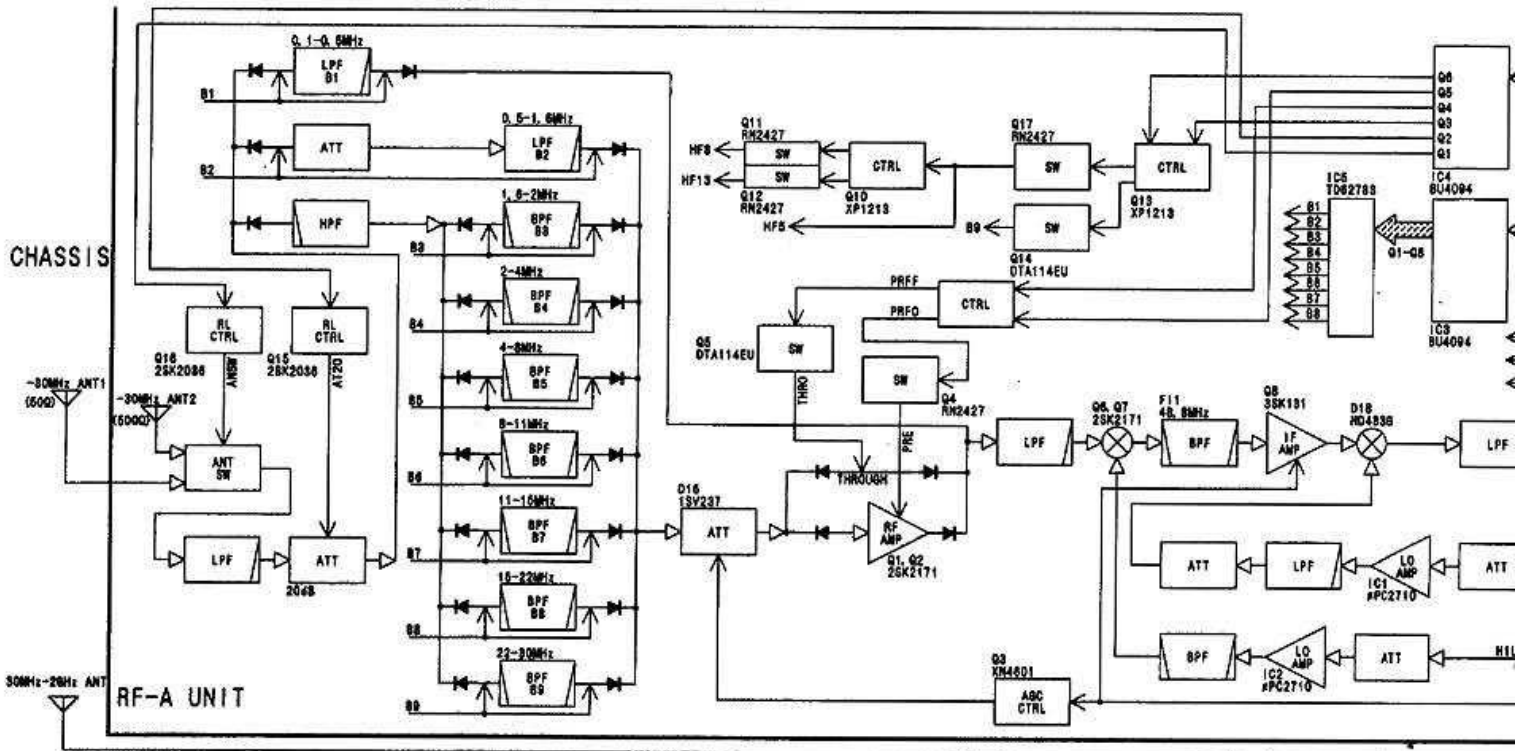 0.1-0.5MHz
LPF
B1
B1
0.5-1.6MHz
ATT
LPF
B2
B2
1.6-2MHz
HPF
BPF
B3
B3
2-4MHz
BPF
B4
B4
4-8MHz
BPF
B5
B5
8-11MHz
BPF
B6
B6
11-15MHz
BPF
B7
B7
15-22MHz
BPF
B8
B8
22-30MHz
BPF
B9
B9
CHASSIS
RL
CTRL
Q16
2SK2036
ANSW
RL
CTRL
Q15
2SK2036
AT20
-30MHz ANT1
(50Ω)
-30MHz ANT2
(500Ω)
ANT
SW
LPF
ATT
20dB
30MHz-2GHz ANT
RF-A UNIT
Q11
RN2427
HF8
SW
HF13
SW
Q12
RN2427
CTRL
Q10
XP1213
HF5
Q17
RN2427
SW
B9
SW
Q14
DTA114EU
CTRL
Q13
XP1213
Q6
Q5
Q4
Q3
Q2
Q1
IC4
BU4094
IC5
TD62783
B1
B2
B3
B4
B5
B6
B7
B8
Q1-Q8
IC3
BU4094
PRFF
PRFO
CTRL
Q5
DTA114EU
SW
THRO
SW
Q4
RN2427
PRE
THROUGH
D16
1SV237
ATT
RF
AMP
Q1, Q2
2SK2171
LPF
Q6, Q7
2SK2171
FI1
48.8MHz
BPF
Q8
3SK131
IF
AMP
D18
HD4836
LPF
ATT
LPF
LO
AMP
IC1
μPC2710
ATT
BPF
LO
AMP
IC2
μPC2710
ATT
H1L
Q3
XN4601
AGC
CTRL